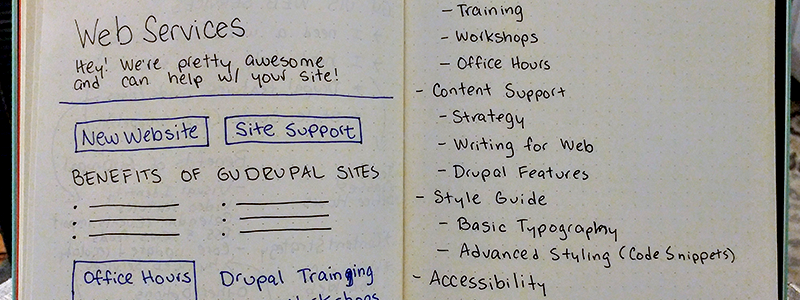 Web Services
Hey! We're pretty awesome
and can help w/ your site!
New Website
Site Support
BENEFITS OF GUDRUPAL SITES
Office Hours
Drupal Training
Workshops
- Training
- Workshops
- Office Hours
- Content Support
- Strategy
- Writing for Web
- Drupal Features
- Style Guide
- Basic Typography
- Advanced Styling (Code Snippets)
- Accessibility